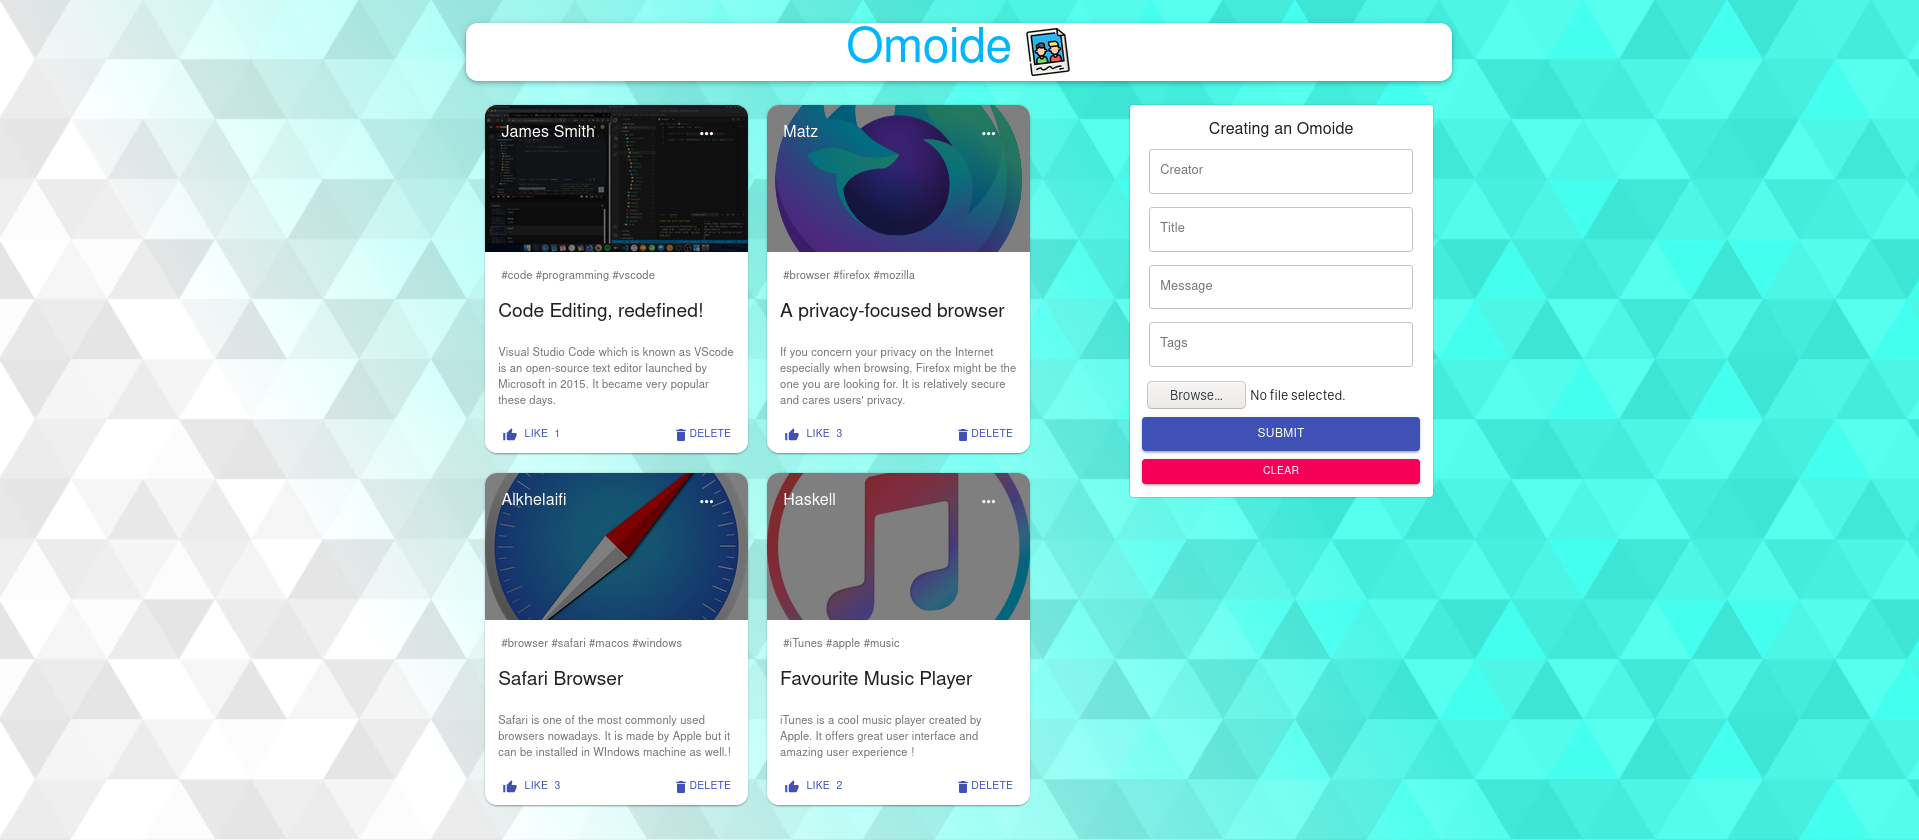 Omoide
James Smith
#code #programming #vscode
Code Editing, redefined!
Visual Studio Code which is known as VScode
is an open-source text editor launched by
Microsoft in 2015. It became very popular
these days.
LIKE 1
DELETE
Matz
#browser #firefox #mozilla
A privacy-focused browser
If you concern your privacy on the Internet
especially when browsing, Firefox might be the
one you are looking for. It is relatively secure
and cares users' privacy.
LIKE 3
DELETE
Alkhelaifi
#browser #safari #macos #windows
Safari Browser
Safari is one of the most commonly used
browsers nowadays. It is made by Apple but it
can be installed in WIndows machine as well.!
LIKE 3
DELETE
Haskell
#iTunes #apple #music
Favourite Music Player
iTunes is a cool music player created by
Apple. It offers great user interface and
amazing user experience !
LIKE 2
DELETE
Creating an Omoide
Creator
Title
Message
Tags
Browse... No file selected.
SUBMIT
CLEAR